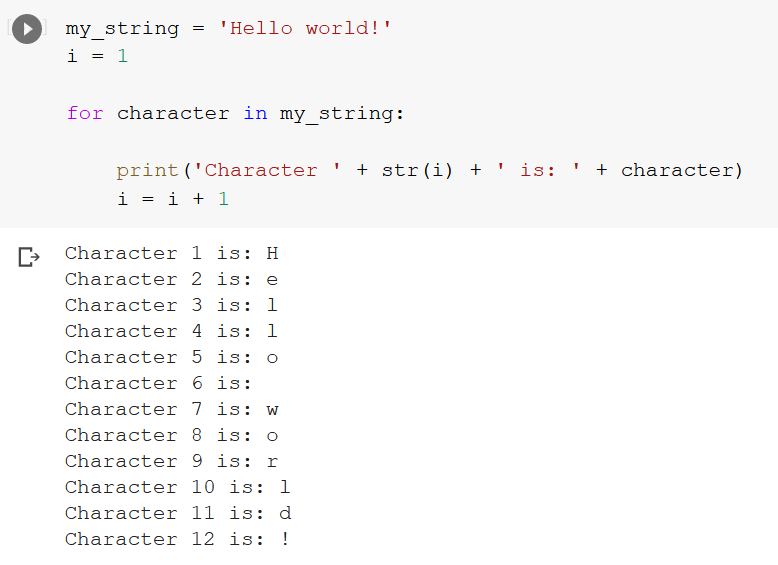 my_string = 'Hello world!'
i = 1
for character in my_string:
print('Character ' + str(i) + ' is: ' + character)
i = i + 1
Character 1 is: H
Character 2 is: e
Character 3 is: l
Character 4 is: l
Character 5 is: o
Character 6 is:
Character 7 is: w
Character 8 is: o
Character 9 is: r
Character 10 is: l
Character 11 is: d
Character 12 is: !